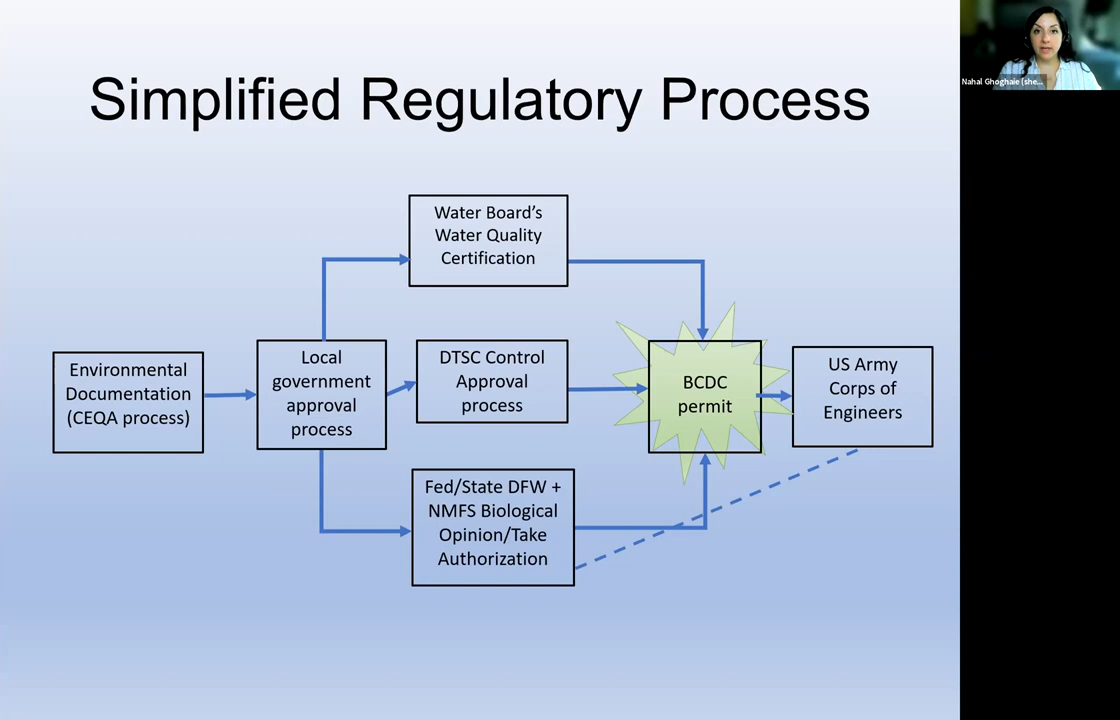 Simplified Regulatory Process
Nahal Ghoghaie (she...
Water Board’s
Water Quality
Certification
Environmental
Documentation
(CEQA process)
Local
government
approval
process
DTSC Control
Approval
process
BCDC
permit
US Army
Corps of
Engineers
Fed/State DFW +
NMFS Biological
Opinion/Take
Authorization